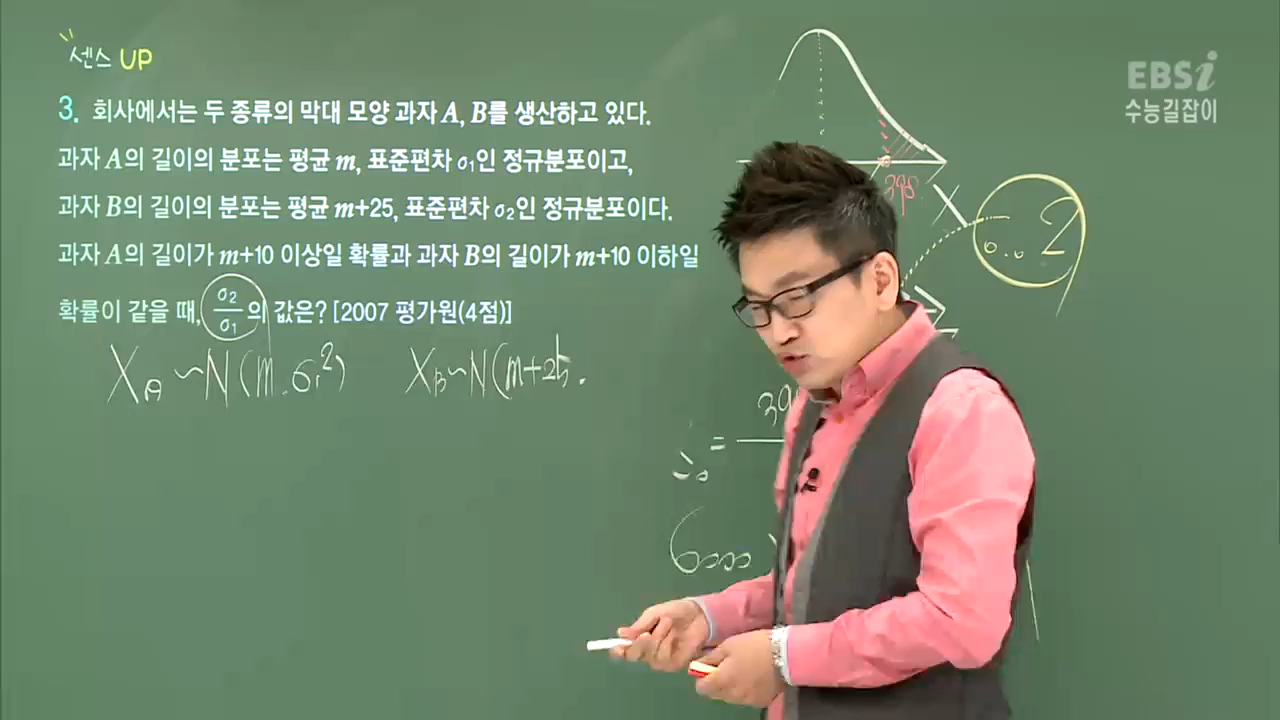 센스 UP
EBSi
수능길잡이
3. 회사에서는 두 종류의 막대 모양 과자 A, B를 생산하고 있다.
과자 A의 길이의 분포는 평균 m, 표준편차 σ₁인 정규분포이고,
과자 B의 길이의 분포는 평균 m+25, 표준편차 σ₂인 정규분포이다.
과자 A의 길이가 m+10 이상일 확률과 과자 B의 길이가 m+10 이하일
확률이 같을 때, σ₂/σ₁의 값은? [2007 평가원(4점)]
X_A ~ N(m, σ₁²) X_B ~ N(m+25,
398
0.02
=